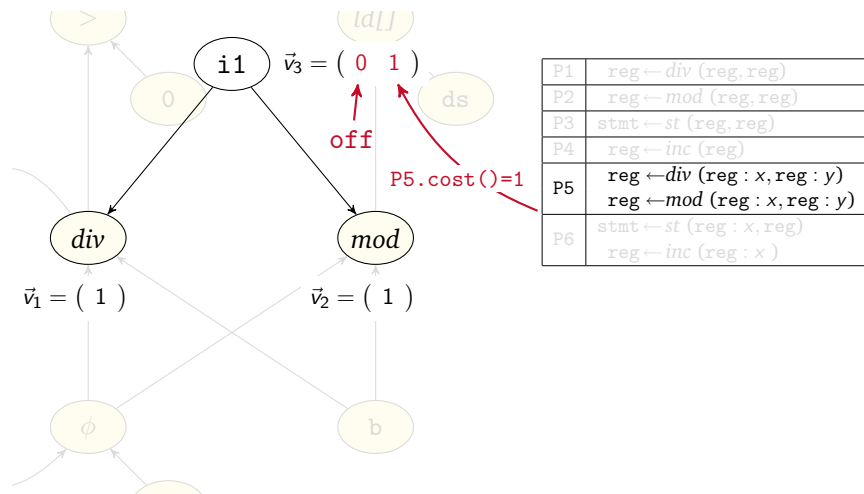 >
ld[]
i1
v⃗₃ = ( 0 1 )
0
ds
off
P5.cost()=1
P1 reg ← div (reg, reg)
P2 reg ← mod (reg, reg)
P3 stmt ← st (reg, reg)
P4 reg ← inc (reg)
P5 reg ← div (reg : x, reg : y)
reg ← mod (reg : x, reg : y)
P6 stmt ← st (reg : x, reg)
reg ← inc (reg : x )
div
mod
v⃗₁ = ( 1 )
v⃗₂ = ( 1 )
ϕ
b